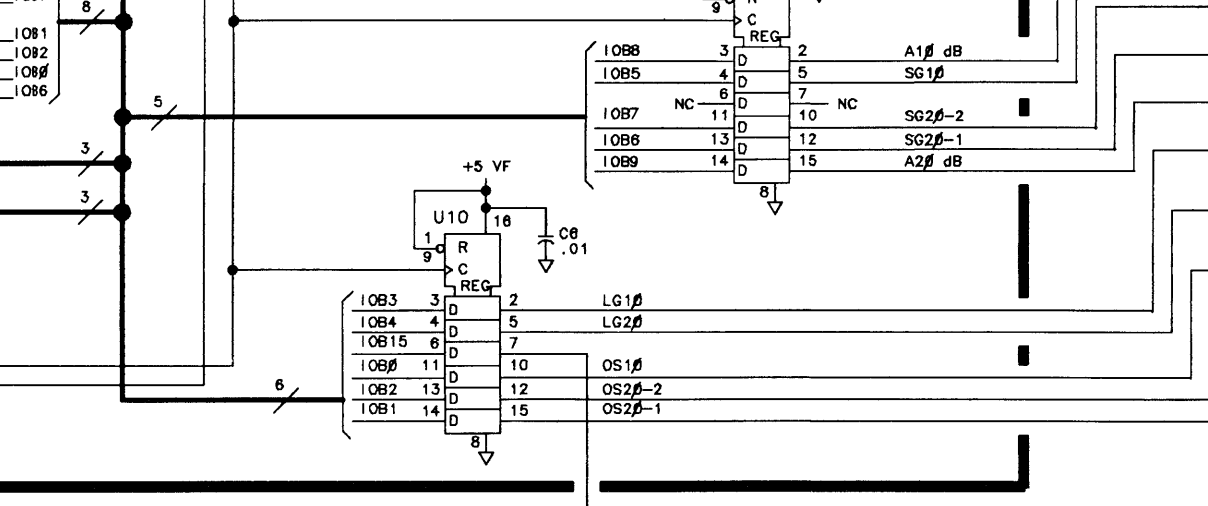 8
IOB1
IOB2
IOBØ
IOB6
9
C
REG
IOB8 3 D 2 A1Ø dB
IOB5 4 D 5 SG1Ø
NC 6 D 7 NC
5
IOB7 11 D 10 SG2Ø-2
IOB6 13 D 12 SG2Ø-1
IOB9 14 D 15 A2Ø dB
3
8
3
+5 VF
U10 16
C6
.01
1 R
9 C
REG
IOB3 3 D 2 LG1Ø
IOB4 4 D 5 LG2Ø
IOB15 6 D 7
IOBØ 11 D 10 OS1Ø
6
IOB2 13 D 12 OS2Ø-2
IOB1 14 D 15 OS2Ø-1
8